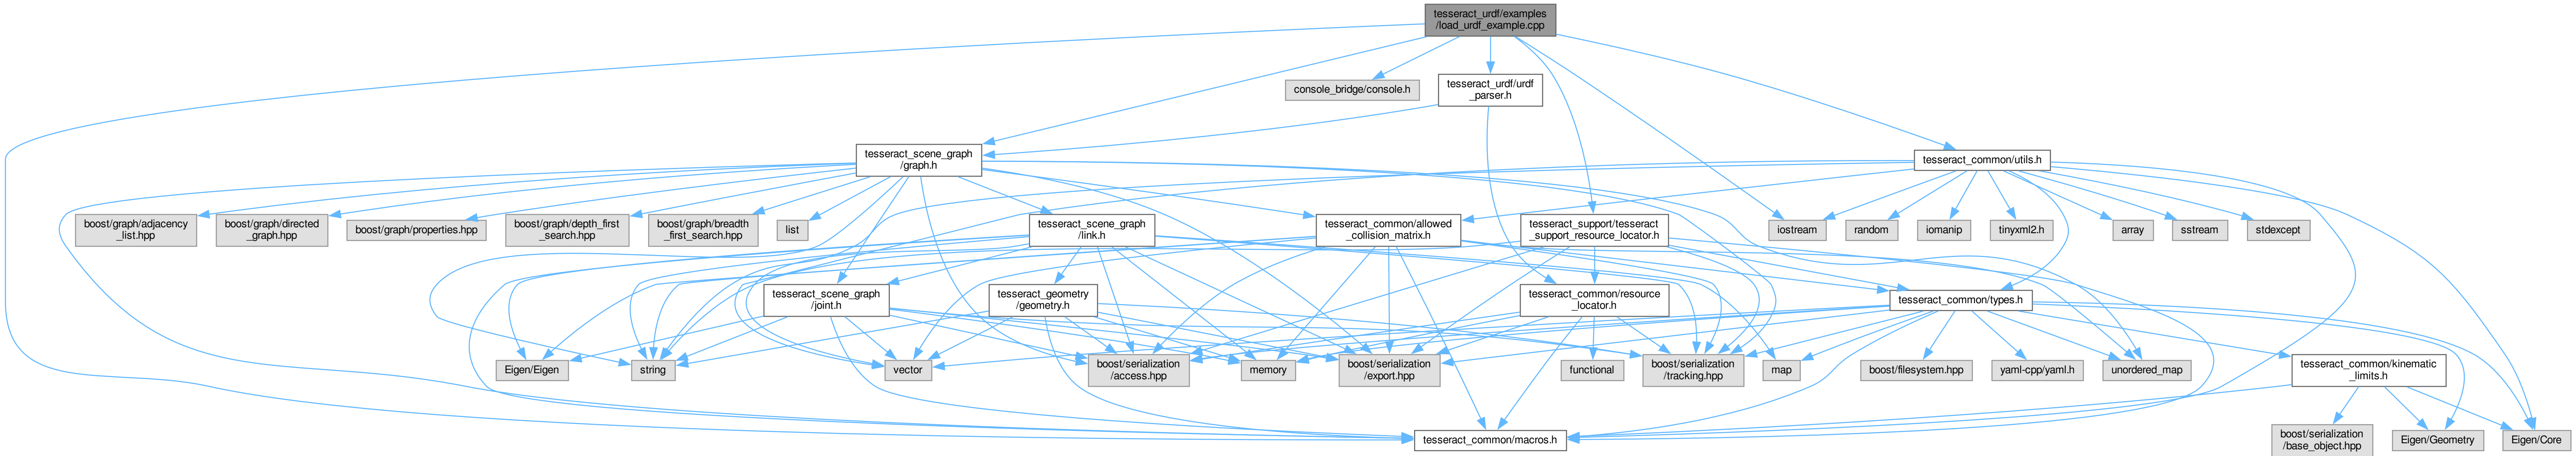 tesseract_urdf/examples
/load_urdf_example.cpp
console_bridge/console.h
tesseract_urdf/urdf
_parser.h
tesseract_scene_graph
/graph.h
tesseract_common/utils.h
boost/graph/adjacency
_list.hpp
boost/graph/directed
_graph.hpp
boost/graph/properties.hpp
boost/graph/depth_first
_search.hpp
boost/graph/breadth
_first_search.hpp
list
tesseract_scene_graph
/link.h
tesseract_common/allowed
_collision_matrix.h
tesseract_support/tesseract
_support_resource_locator.h
iostream
random
iomanip
tinyxml2.h
array
sstream
stdexcept
tesseract_scene_graph
/joint.h
tesseract_geometry
/geometry.h
tesseract_common/resource
_locator.h
tesseract_common/types.h
Eigen/Eigen
string
vector
boost/serialization
/access.hpp
memory
boost/serialization
/export.hpp
functional
boost/serialization
/tracking.hpp
map
boost/filesystem.hpp
yaml-cpp/yaml.h
unordered_map
tesseract_common/kinematic
_limits.h
tesseract_common/macros.h
boost/serialization
/base_object.hpp
Eigen/Geometry
Eigen/Core